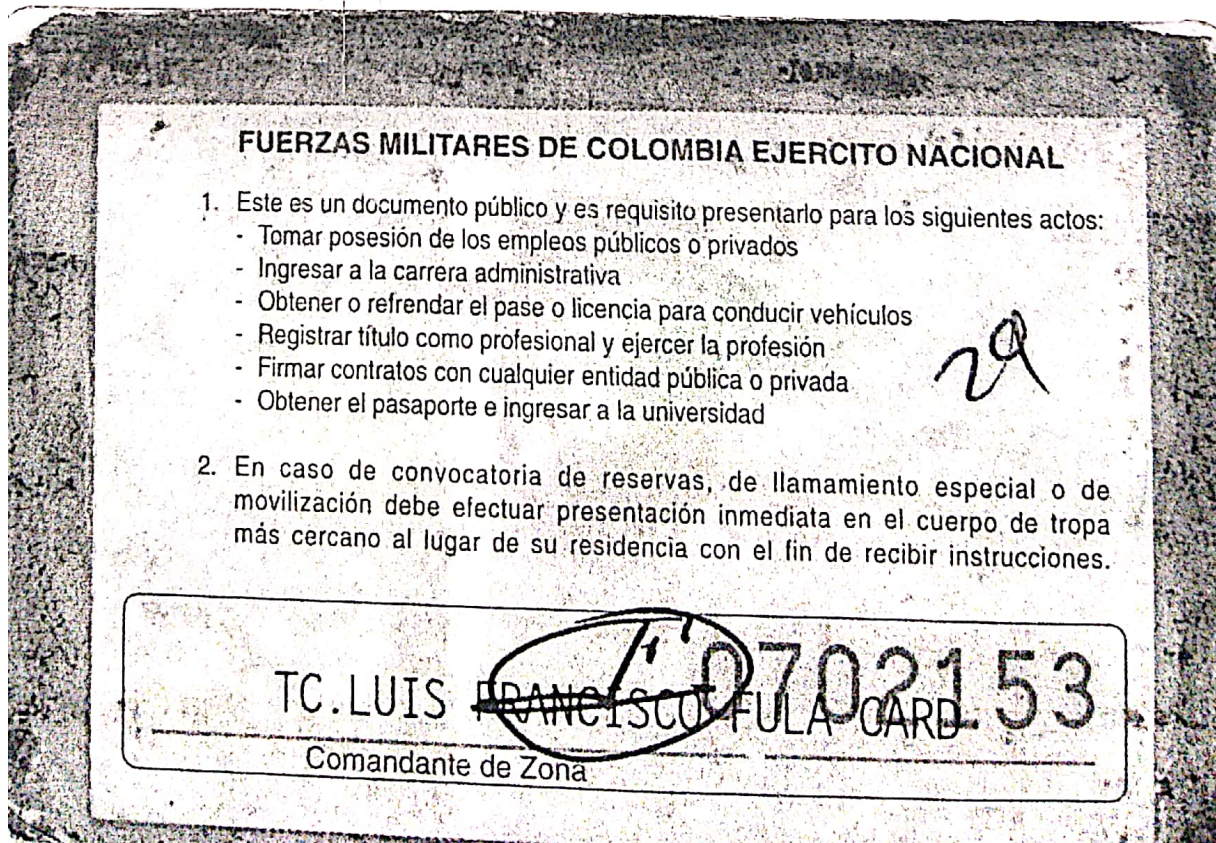 FUERZAS MILITARES DE COLOMBIA EJERCITO NACIONAL
1. Este es un documento público y es requisito presentarlo para los siguientes actos:
- Tomar posesión de los empleos públicos o privados
- Ingresar a la carrera administrativa
- Obtener o refrendar el pase o licencia para conducir vehículos
- Registrar título como profesional y ejercer la profesión
- Firmar contratos con cualquier entidad pública o privada
- Obtener el pasaporte e ingresar a la universidad
2. En caso de convocatoria de reservas, de llamamiento especial o de
movilización debe efectuar presentación inmediata en el cuerpo de tropa
más cercano al lugar de su residencia con el fin de recibir instrucciones.
0702153
TC.LUIS FRANCISCO FULA CARD
Comandante de Zona